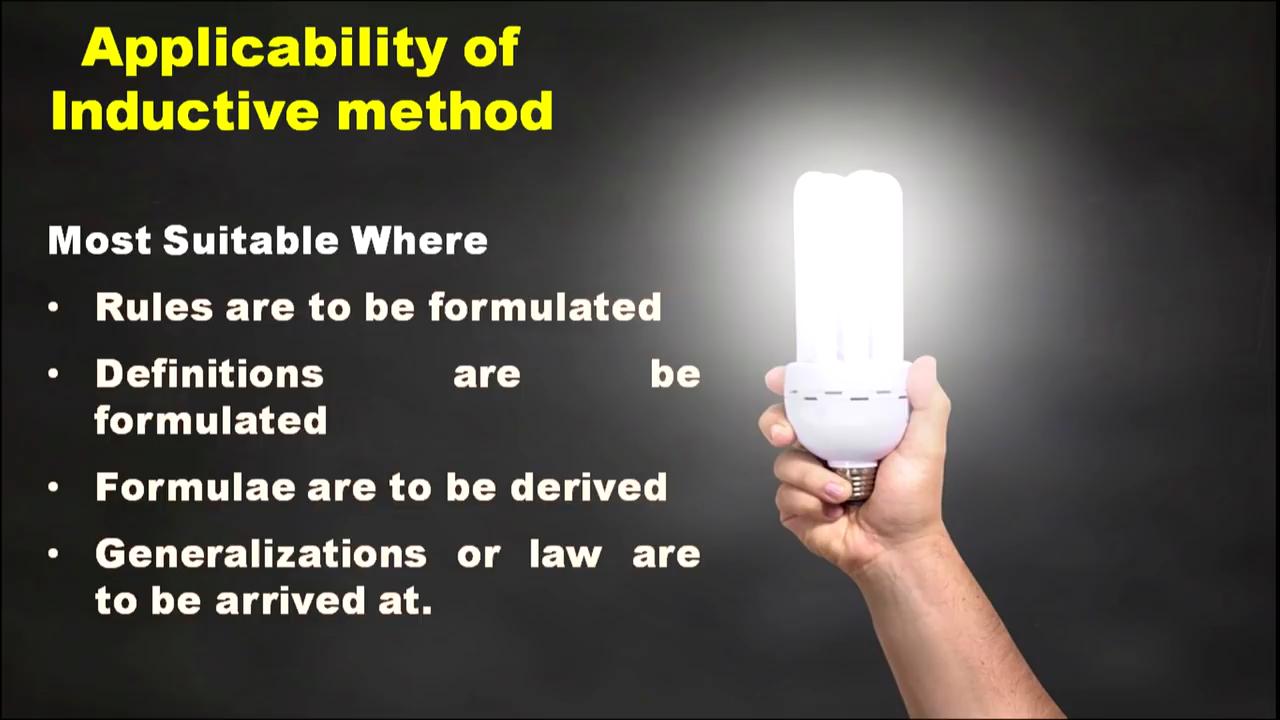 Applicability of
Inductive method
Most Suitable Where
• Rules are to be formulated
• Definitions are be
formulated
• Formulae are to be derived
• Generalizations or law are
to be arrived at.